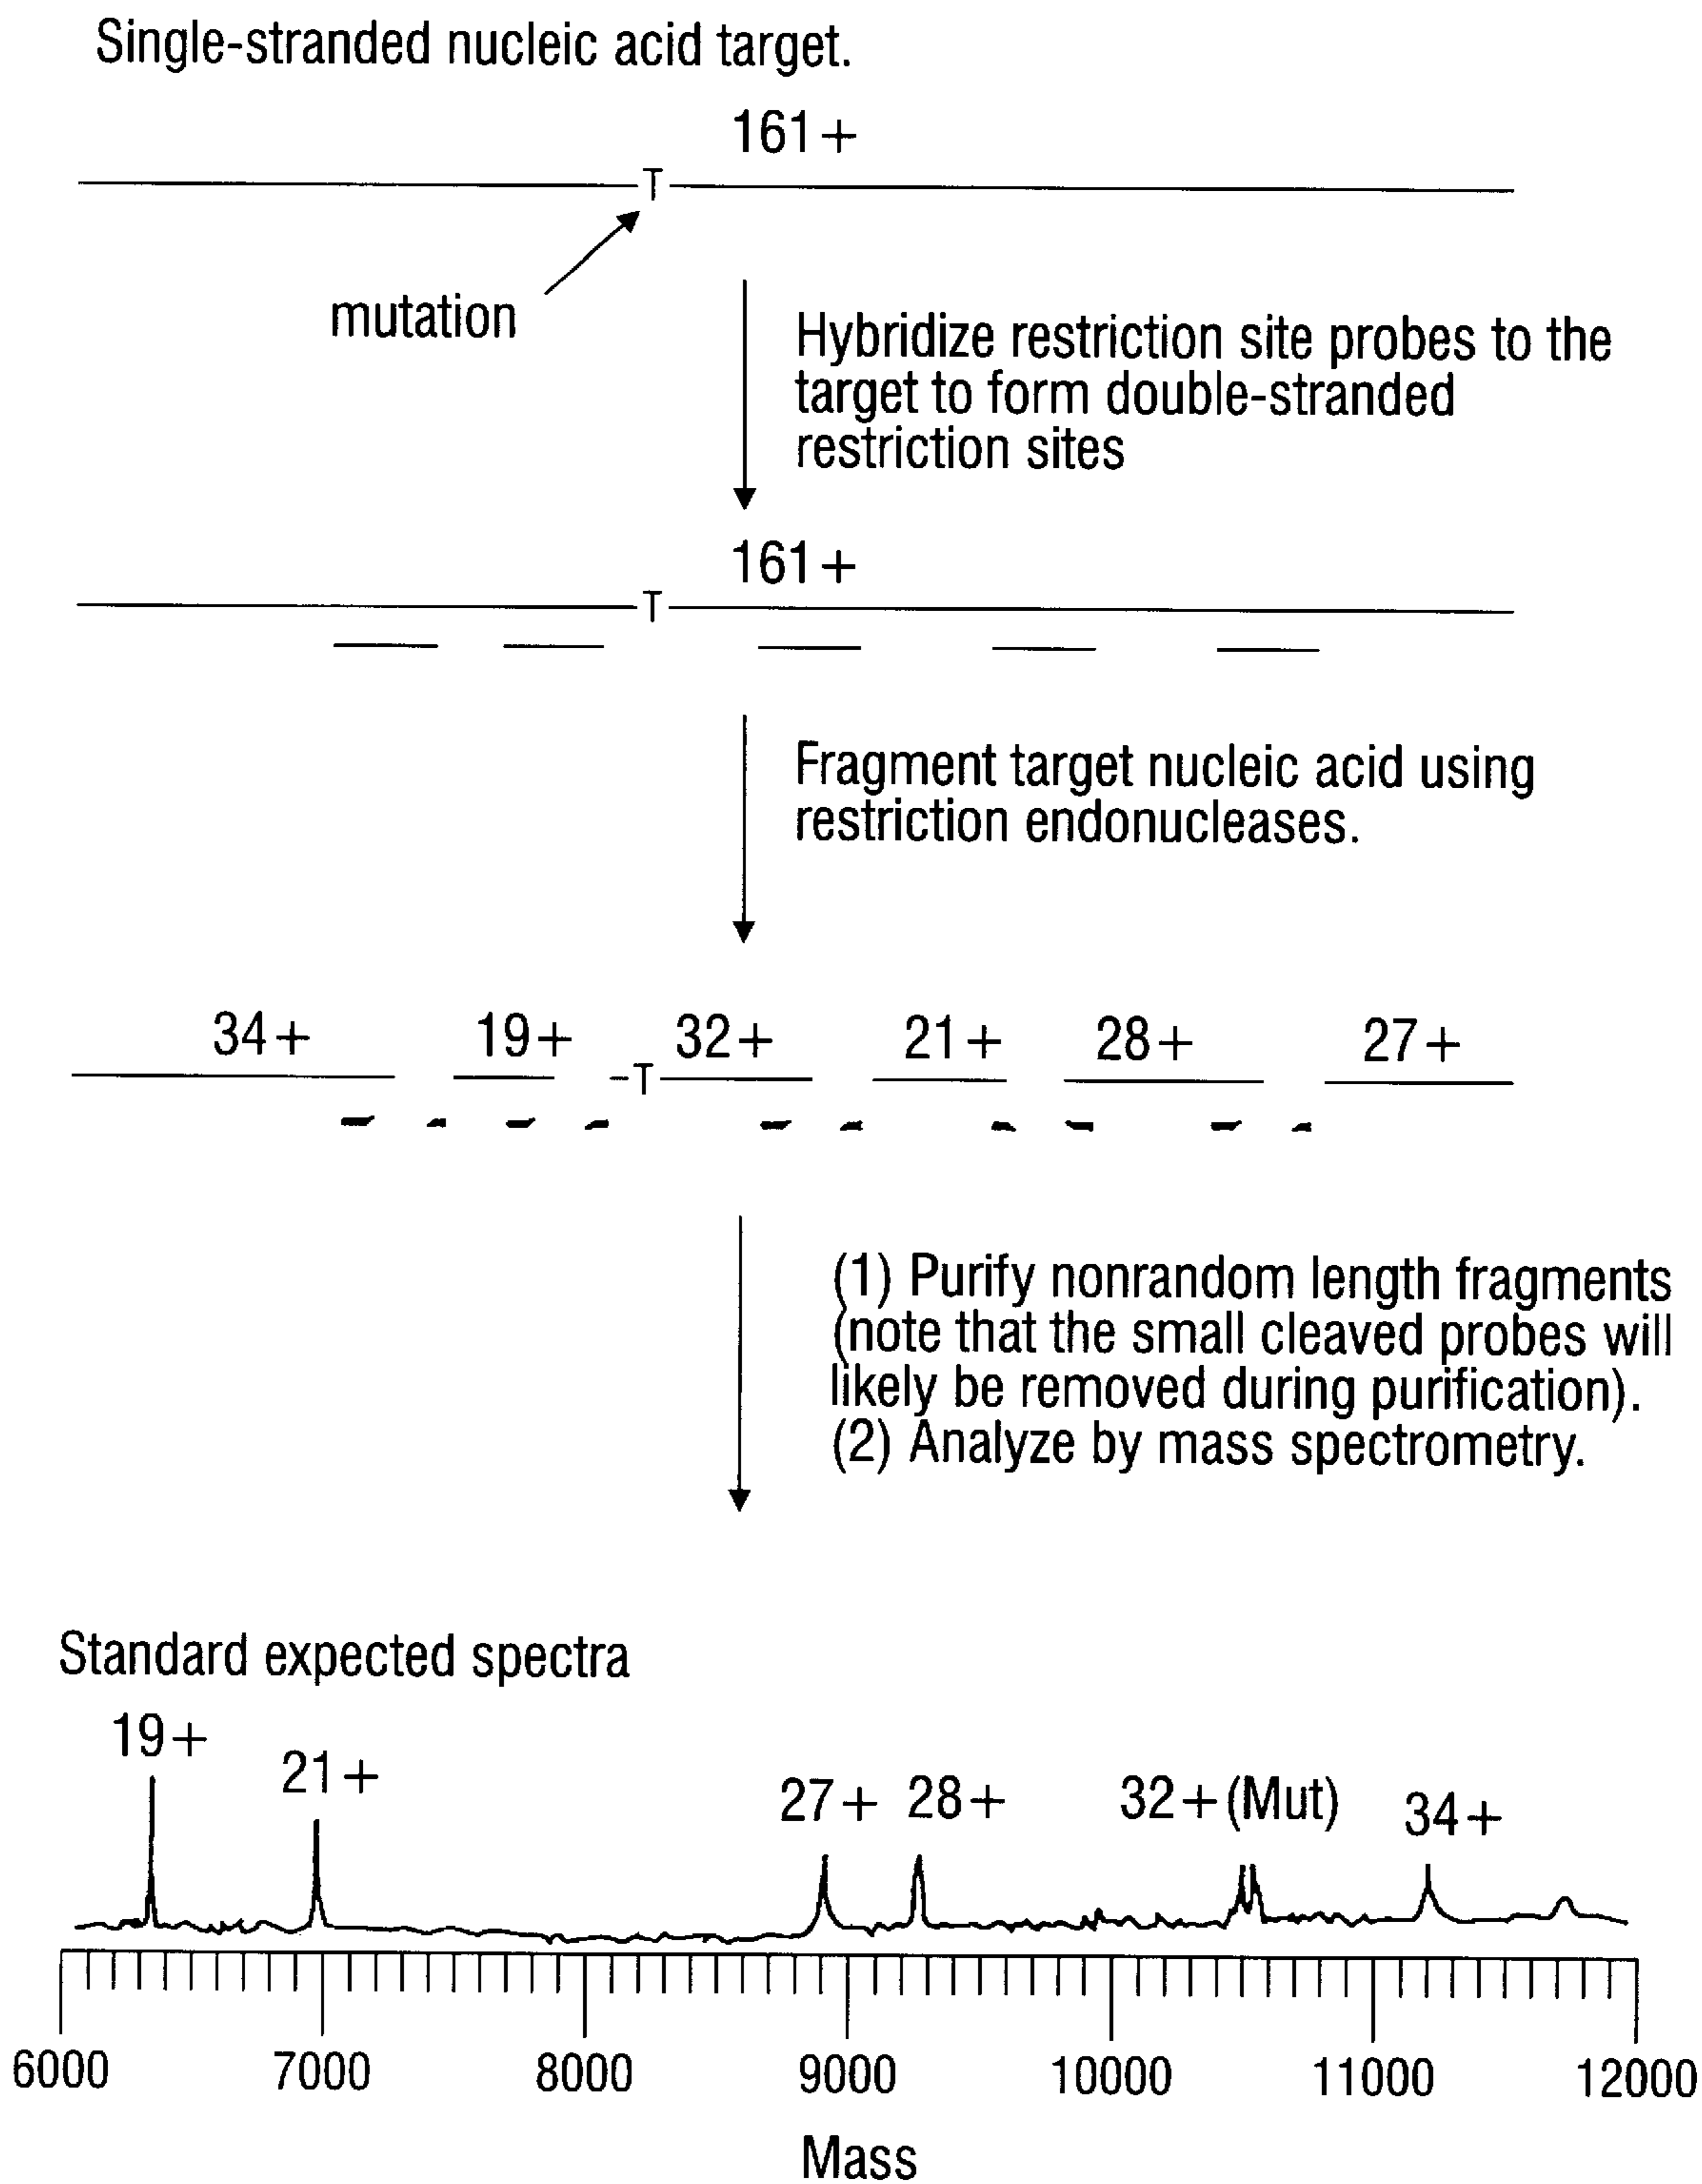 Single-stranded nucleic acid target.
161+
T
mutation
Hybridize restriction site probes to the
target to form double-stranded
restriction sites
161+
T
Fragment target nucleic acid using
restriction endonucleases.
34+ 19+ 32+ 21+ 28+ 27+
-T
(1) Purify nonrandom length fragments
(note that the small cleaved probes will
likely be removed during purification).
(2) Analyze by mass spectrometry.
Standard expected spectra
19+ 21+ 27+ 28+ 32+(Mut) 34+
6000 7000 8000 9000 10000 11000 12000
Mass